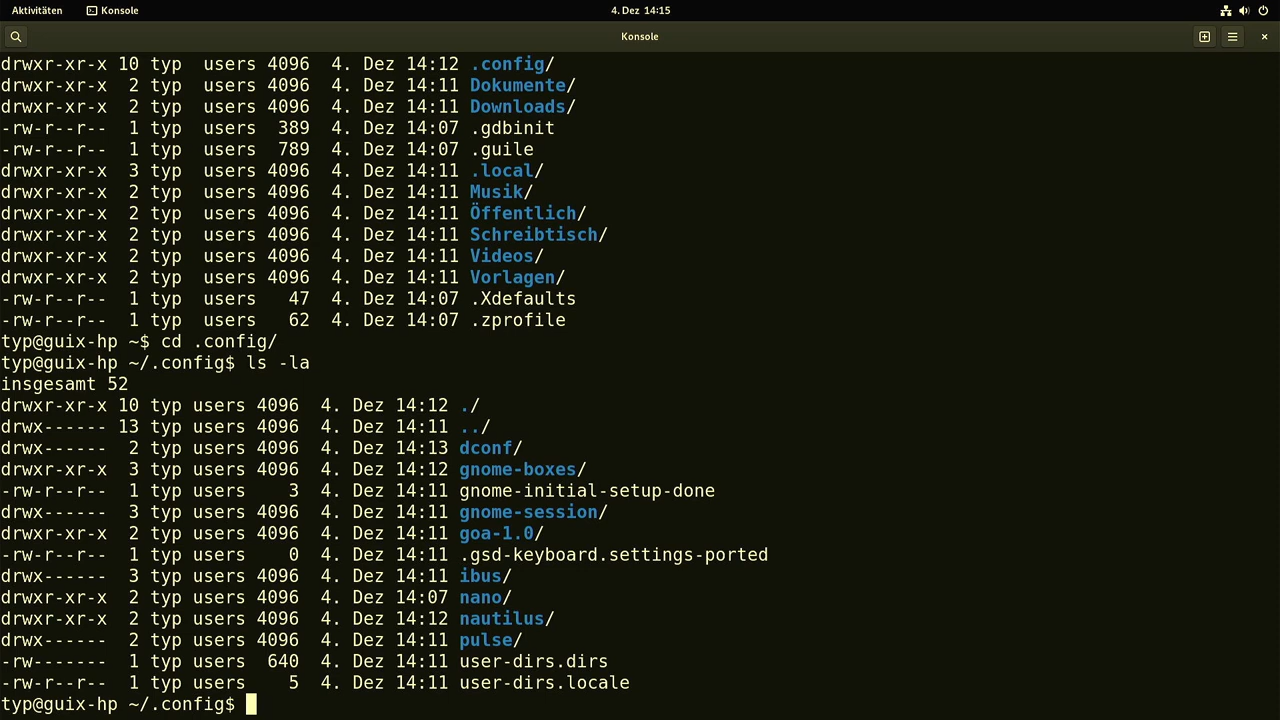 Aktivitäten Konsole 4. Dez 14:15
Konsole
drwxr-xr-x 10 typ  users 4096  4. Dez 14:12 .config/
drwxr-xr-x  2 typ  users 4096  4. Dez 14:11 Dokumente/
drwxr-xr-x  2 typ  users 4096  4. Dez 14:11 Downloads/
-rw-r--r--  1 typ  users  389  4. Dez 14:07 .gdbinit
-rw-r--r--  1 typ  users  789  4. Dez 14:07 .guile
drwxr-xr-x  3 typ  users 4096  4. Dez 14:11 .local/
drwxr-xr-x  2 typ  users 4096  4. Dez 14:11 Musik/
drwxr-xr-x  2 typ  users 4096  4. Dez 14:11 Öffentlich/
drwxr-xr-x  2 typ  users 4096  4. Dez 14:11 Schreibtisch/
drwxr-xr-x  2 typ  users 4096  4. Dez 14:11 Videos/
drwxr-xr-x  2 typ  users 4096  4. Dez 14:11 Vorlagen/
-rw-r--r--  1 typ  users   47  4. Dez 14:07 .Xdefaults
-rw-r--r--  1 typ  users   62  4. Dez 14:07 .zprofile
typ@guix-hp ~$ cd .config/
typ@guix-hp ~/.config$ ls -la
insgesamt 52
drwxr-xr-x 10 typ users 4096  4. Dez 14:12 ./
drwx------ 13 typ users 4096  4. Dez 14:11 ../
drwx------  2 typ users 4096  4. Dez 14:13 dconf/
drwxr-xr-x  3 typ users 4096  4. Dez 14:12 gnome-boxes/
-rw-r--r--  1 typ users    3  4. Dez 14:11 gnome-initial-setup-done
drwx------  3 typ users 4096  4. Dez 14:11 gnome-session/
drwxr-xr-x  2 typ users 4096  4. Dez 14:11 goa-1.0/
-rw-r--r--  1 typ users    0  4. Dez 14:11 .gsd-keyboard.settings-ported
drwx------  3 typ users 4096  4. Dez 14:11 ibus/
drwxr-xr-x  2 typ users 4096  4. Dez 14:07 nano/
drwxr-xr-x  2 typ users 4096  4. Dez 14:12 nautilus/
drwx------  2 typ users 4096  4. Dez 14:11 pulse/
-rw-------  1 typ users  640  4. Dez 14:11 user-dirs.dirs
-rw-r--r--  1 typ users    5  4. Dez 14:11 user-dirs.locale
typ@guix-hp ~/.config$